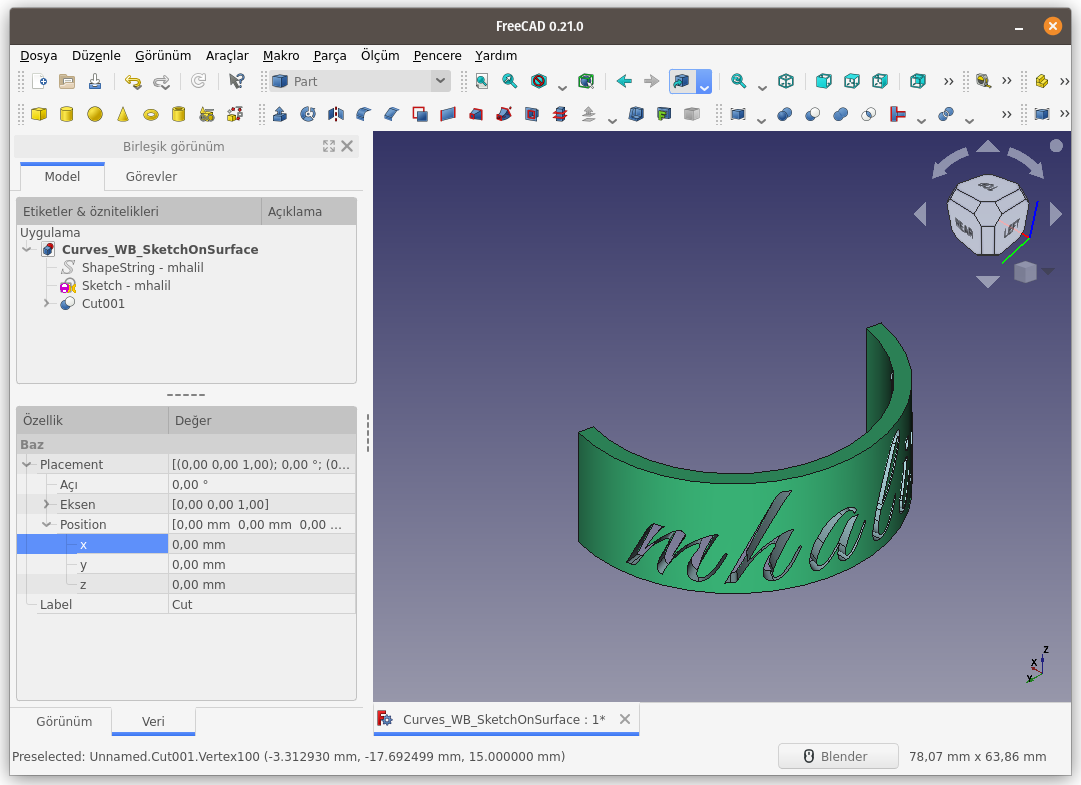 FreeCAD 0.21.0
Dosya Düzenle Görünüm Araçlar Makro Parça Ölçüm Pencere Yardım
Part
Birleşik görünüm
Model Görevler
Etiketler & öznitelikleri Açıklama
Uygulama
Curves_WB_SketchOnSurface
ShapeString - mhalil
Sketch - mhalil
Cut001
Özellik Değer
Baz
Placement [(0,00 0,00 1,00); 0,00 °; (0...
Açı 0,00 °
Eksen [0,00 0,00 1,00]
Position [0,00 mm 0,00 mm 0,00 ...
x 0,00 mm
y 0,00 mm
z 0,00 mm
Label Cut
Görünüm Veri
REAR LEFT
mhal
Z
X
Y
Curves_WB_SketchOnSurface : 1*
Preselected: Unnamed.Cut001.Vertex100 (-3.312930 mm, -17.692499 mm, 15.000000 mm)
Blender 78,07 mm x 63,86 mm